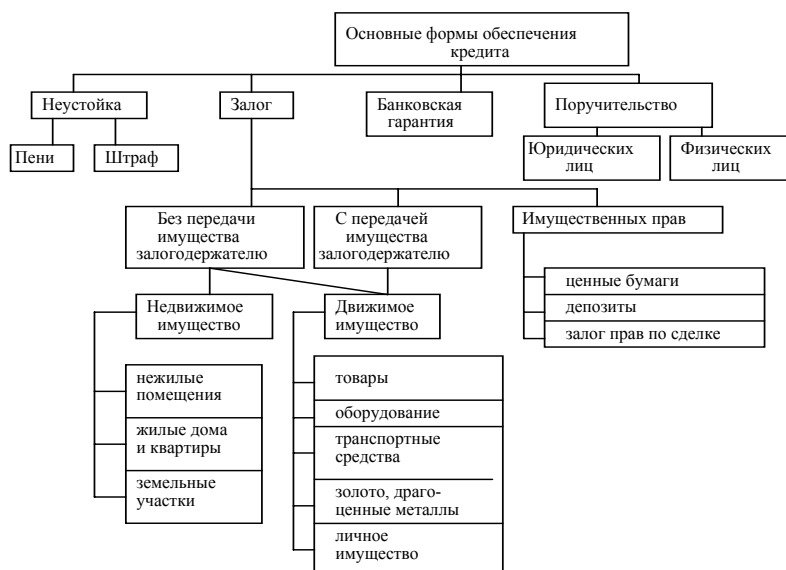 Основные формы обеспечения
кредита
Неустойка
Залог
Банковская
гарантия
Поручительство
Пени
Штраф
Юридических
лиц
Физических
лиц
Без передачи
имущества
залогодержателю
С передачей
имущества
залогодержателю
Имущественных прав
ценные бумаги
депозиты
залог прав по сделке
Недвижимое
имущество
Движимое
имущество
нежилые
помещения
жилые дома
и квартиры
земельные
участки
товары
оборудование
транспортные
средства
золото, драго-
ценные металлы
личное
имущество